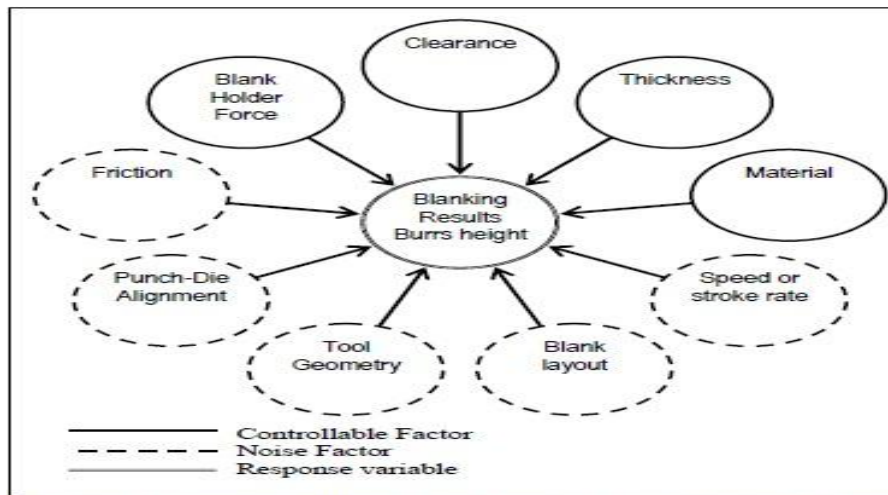 Clearance
Blank
Holder
Force
Thickness
Friction
Blanking
Results
Burrs height
Material
Punch-Die
Alignment
Speed or
stroke rate
Tool
Geometry
Blank
layout
Controllable Factor
Noise Factor
Response variable